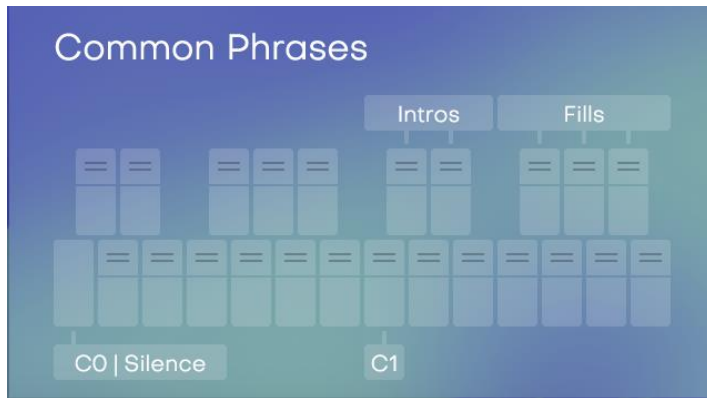 Common Phrases
Intros
Fills
C0 | Silence
C1